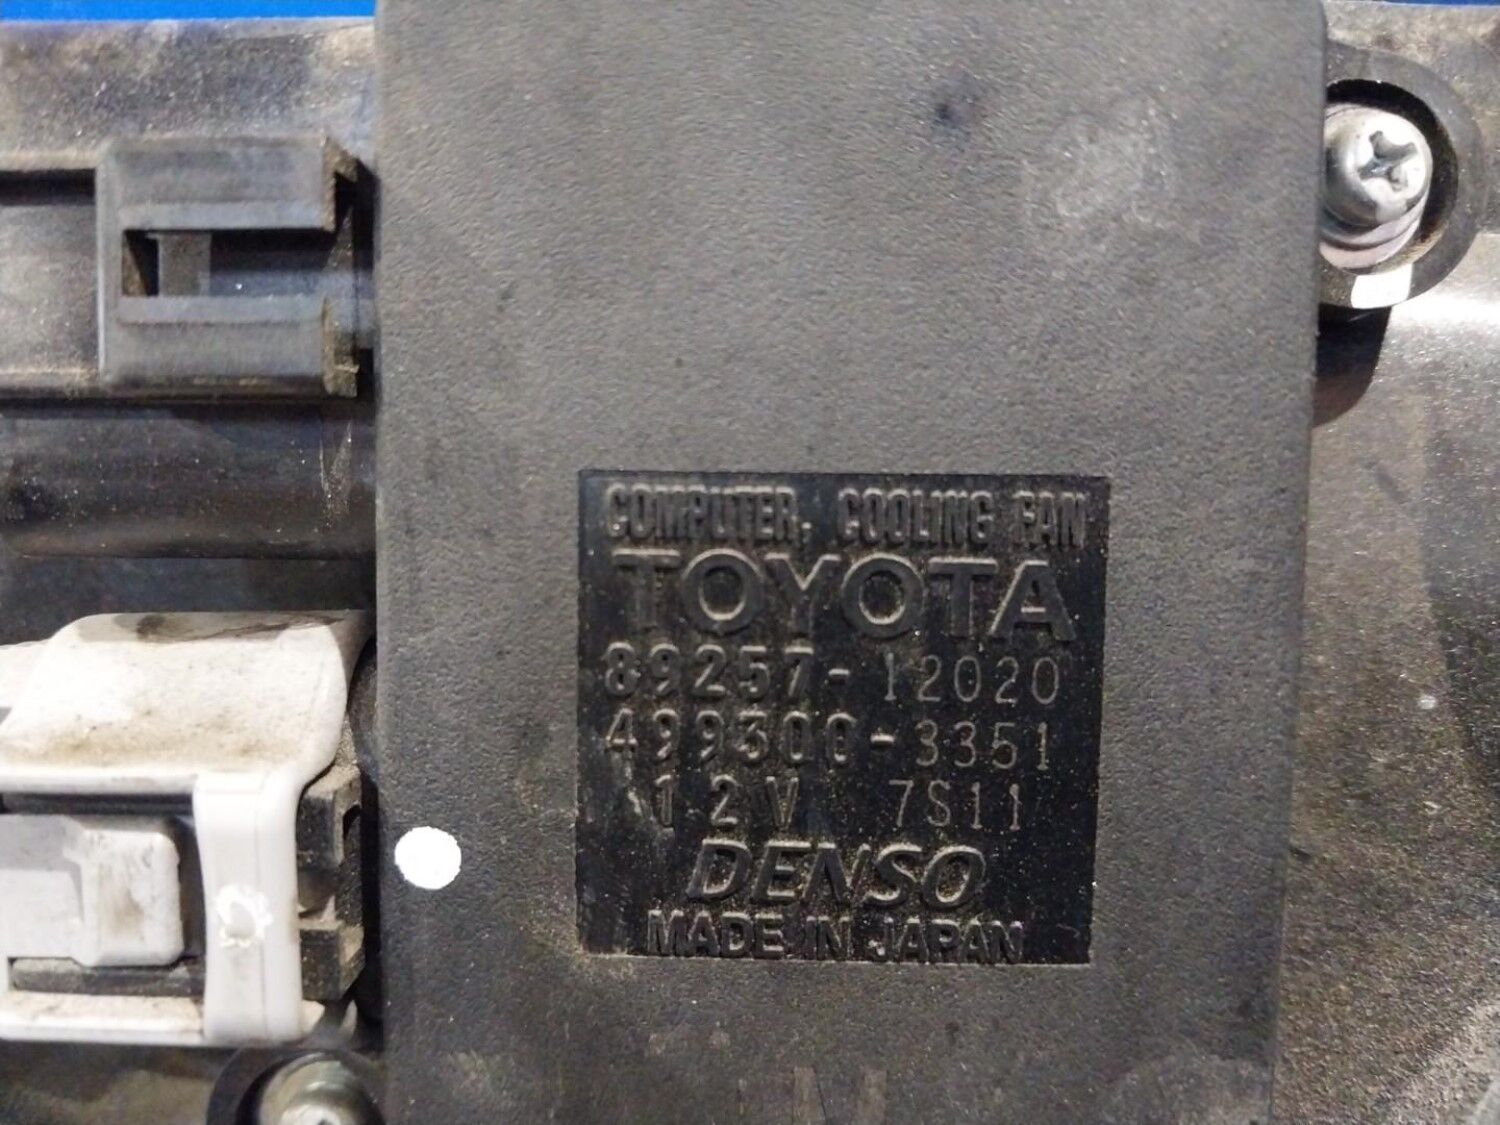 COMPUTER, COOLING FAN
TOYOTA
89257-12020
499300-3351
12V 7S11
DENSO
MADE IN JAPAN